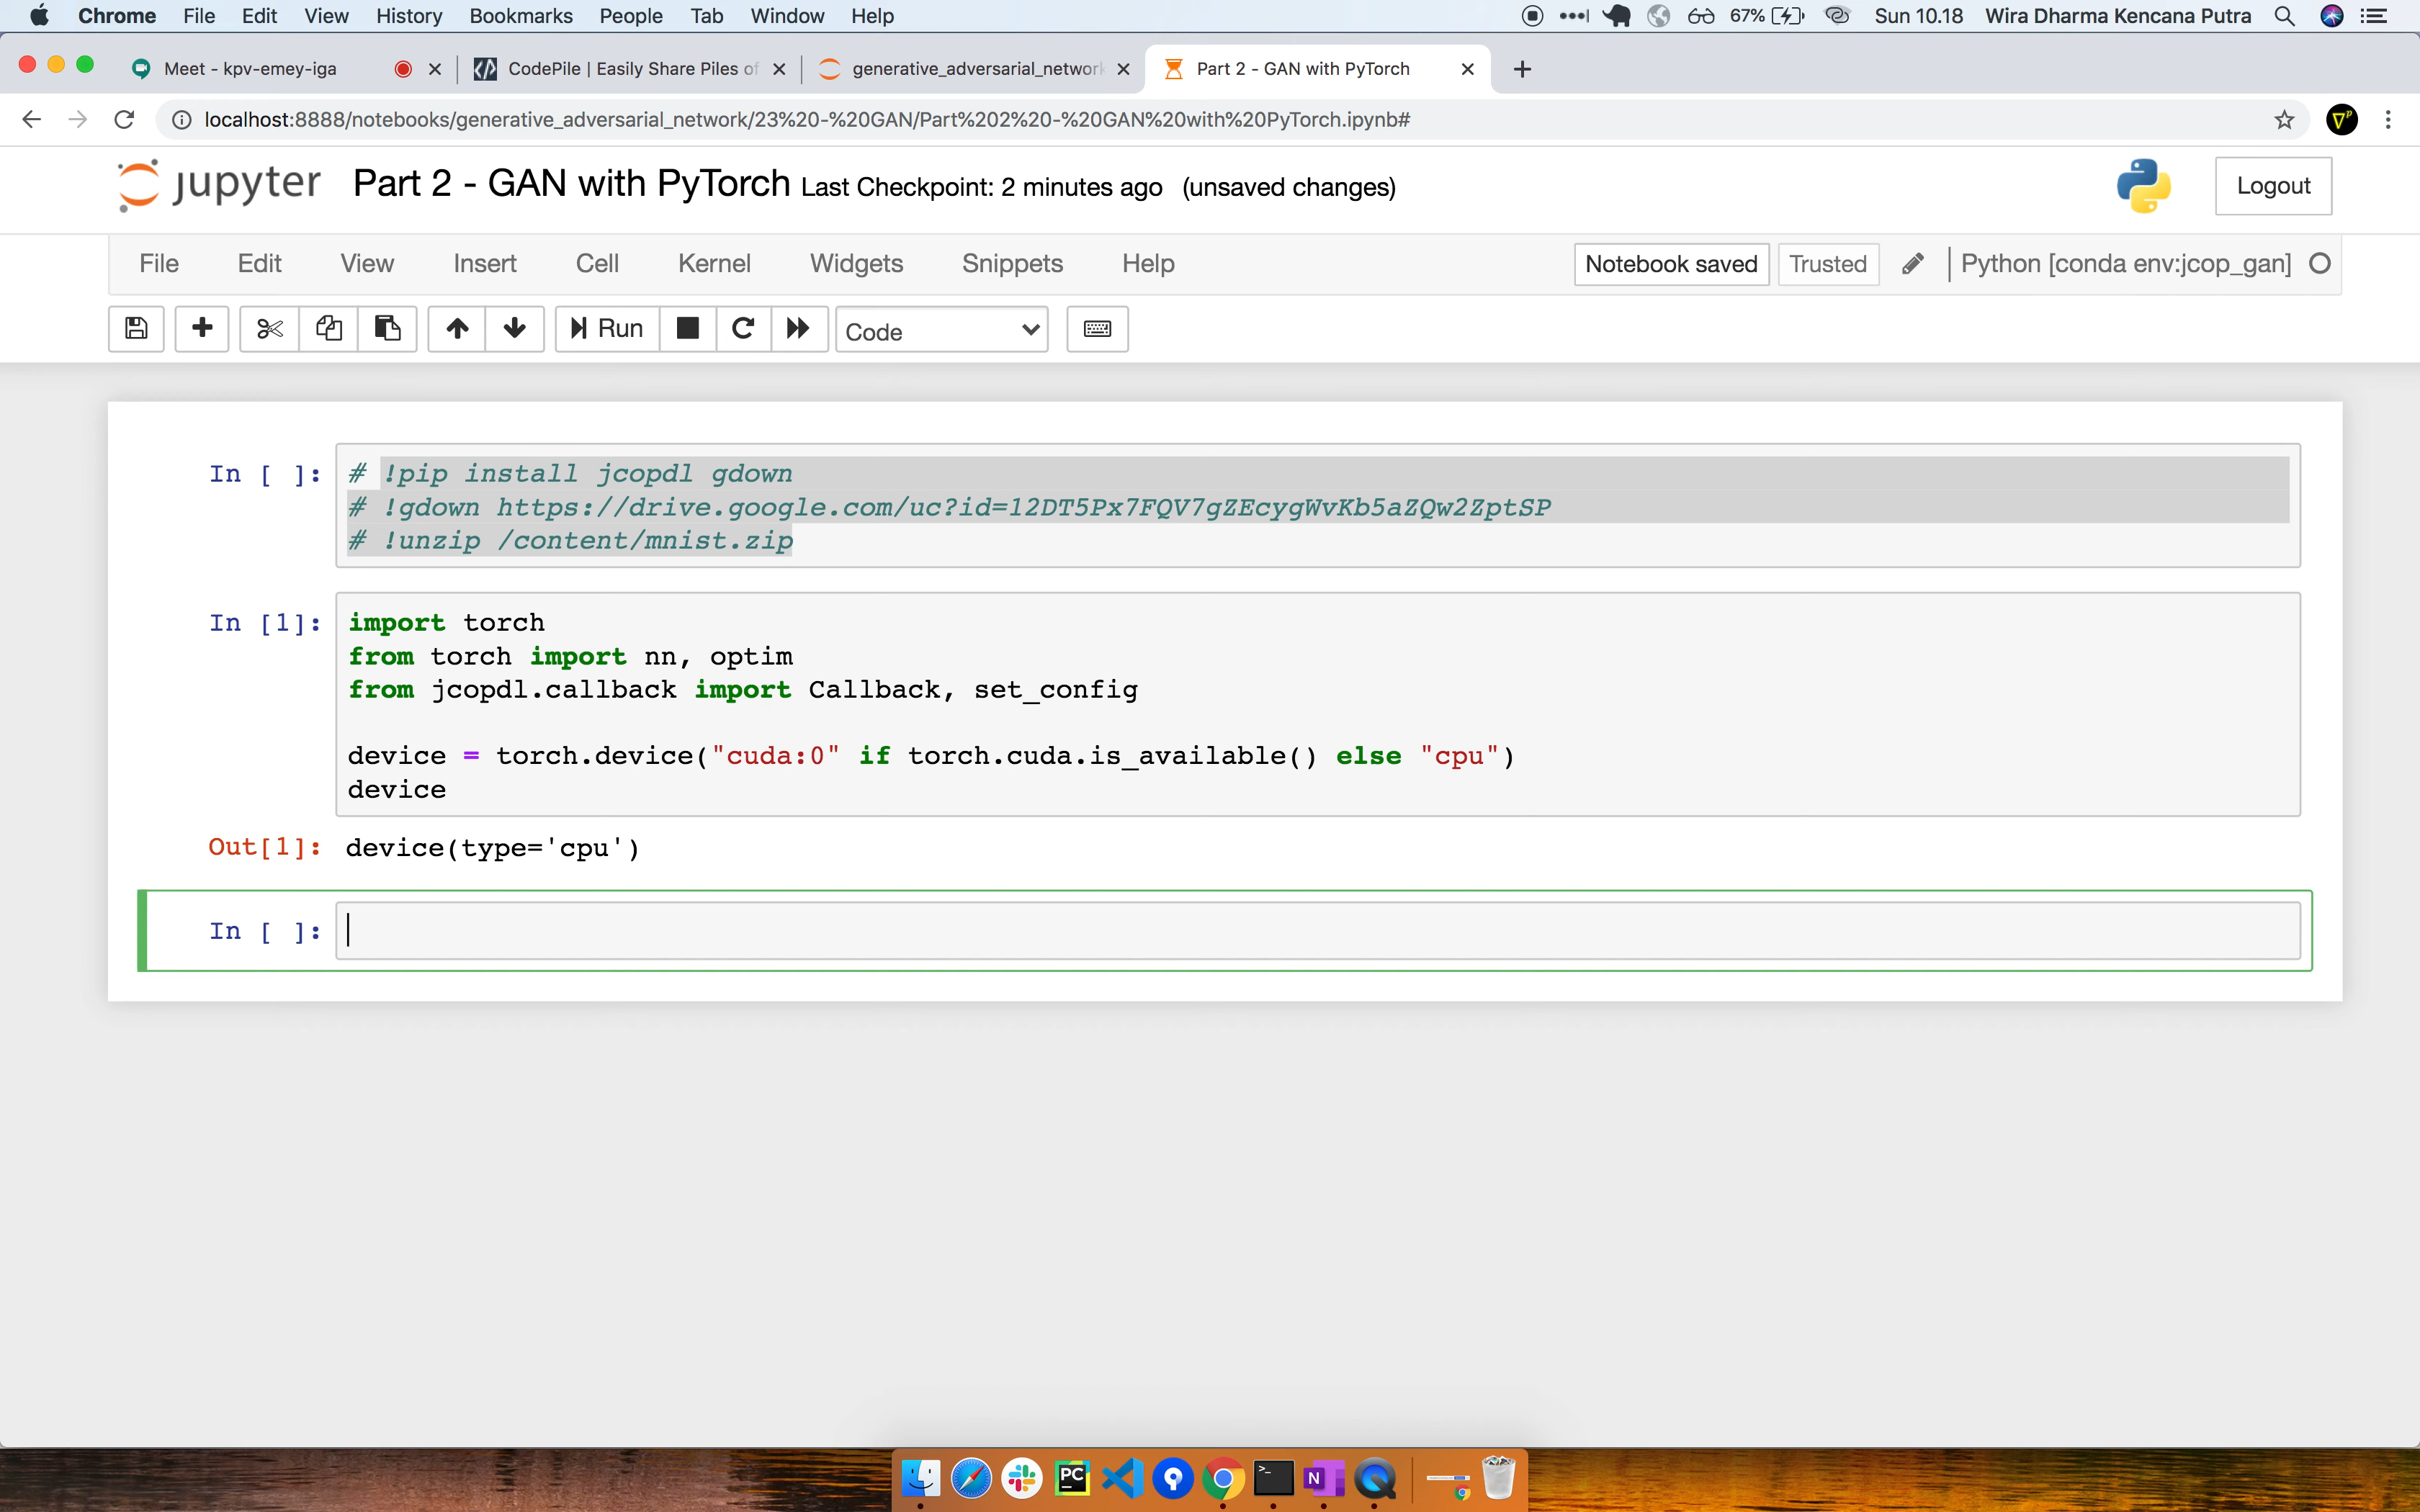 Chrome File Edit View History Bookmarks People Tab Window Help 67% Sun 10.18 Wira Dharma Kencana Putra
Meet - kpv-emey-iga CodePile | Easily Share Piles of generative_adversarial_network Part 2 - GAN with PyTorch
localhost:8888/notebooks/generative_adversarial_network/23%20-%20GAN/Part%202%20-%20GAN%20with%20PyTorch.ipynb#
jupyter Part 2 - GAN with PyTorch Last Checkpoint: 2 minutes ago (unsaved changes) Logout
File Edit View Insert Cell Kernel Widgets Snippets Help Notebook saved Trusted Python [conda env:jcop_gan]
Run Code
In [ ]: # !pip install jcopdl gdown
# !gdown https://drive.google.com/uc?id=12DT5Px7FQV7gZEcygWvKb5aZQw2ZptSP
# !unzip /content/mnist.zip
In [1]: import torch
from torch import nn, optim
from jcopdl.callback import Callback, set_config
device = torch.device("cuda:0" if torch.cuda.is_available() else "cpu")
device
Out[1]: device(type='cpu')
In [ ]:
PC N